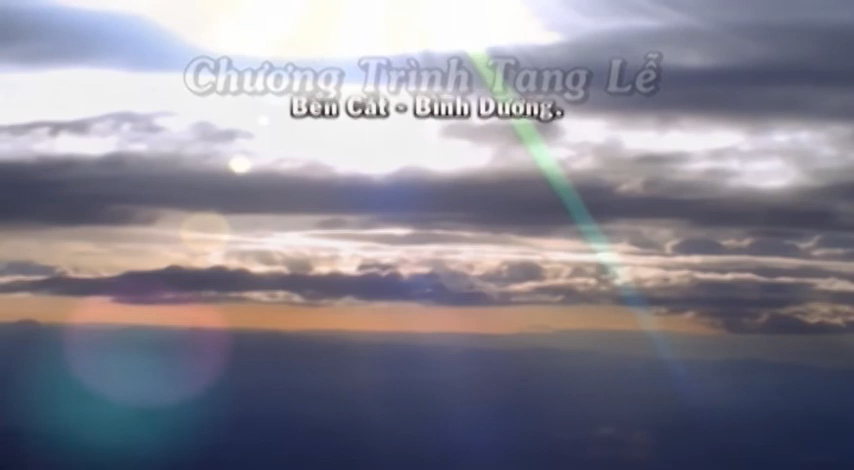 Chương Trình Tang Lễ
Bến Cát - Bình Dương.